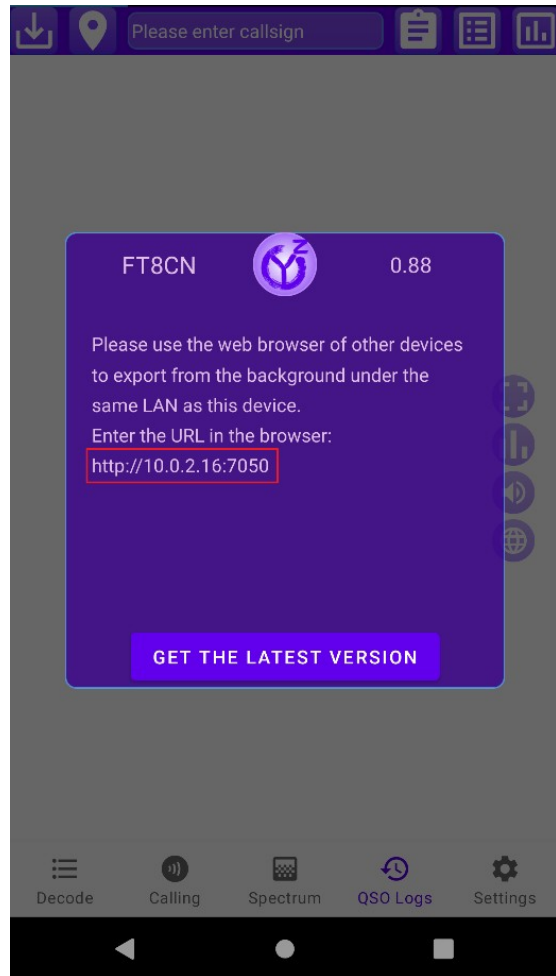 Please enter callsign
FT8CN
0.88
Please use the web browser of other devices
to export from the background under the
same LAN as this device.
Enter the URL in the browser:
http://10.0.2.16:7050
GET THE LATEST VERSION
Decode
Calling
Spectrum
QSO Logs
Settings